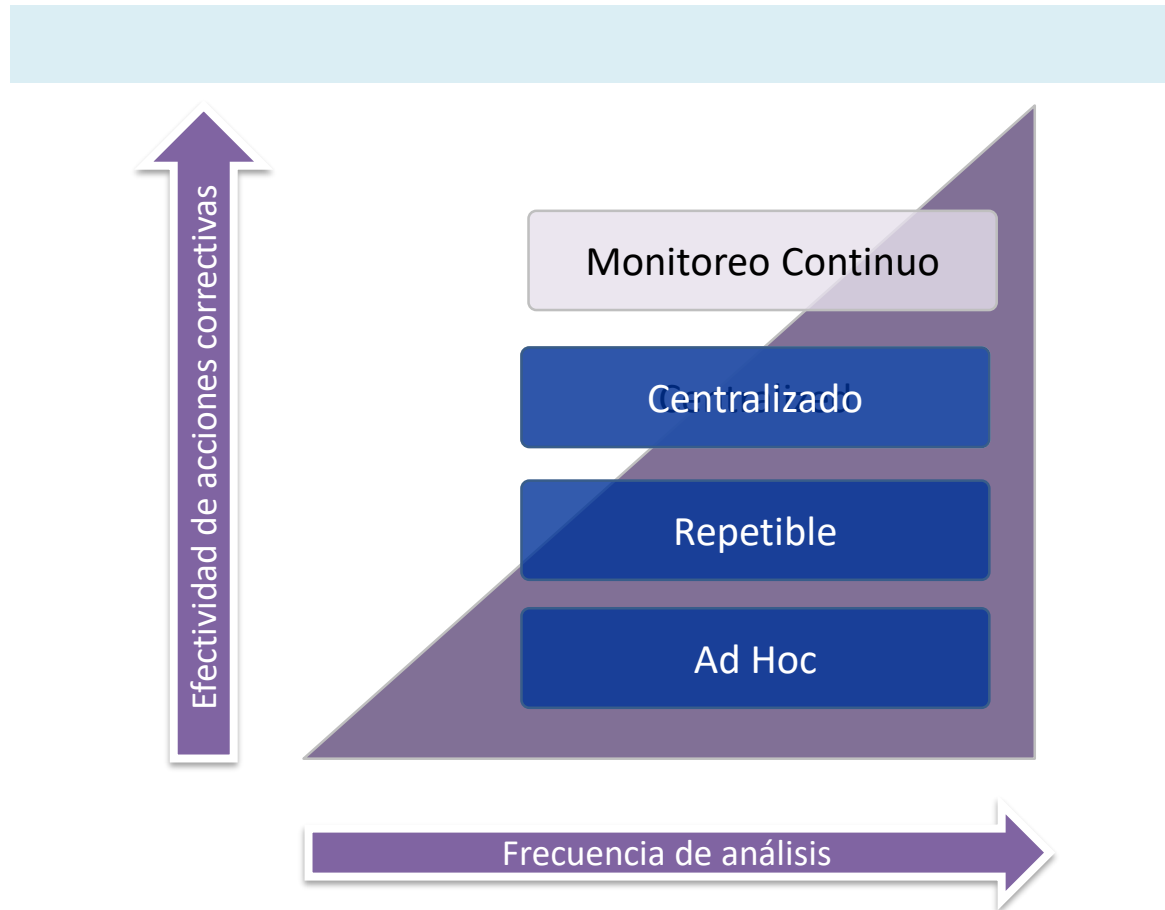 Efectividad de acciones correctivas
Monitoreo Continuo
Centralizado
Repetible
Ad Hoc
Frecuencia de análisis